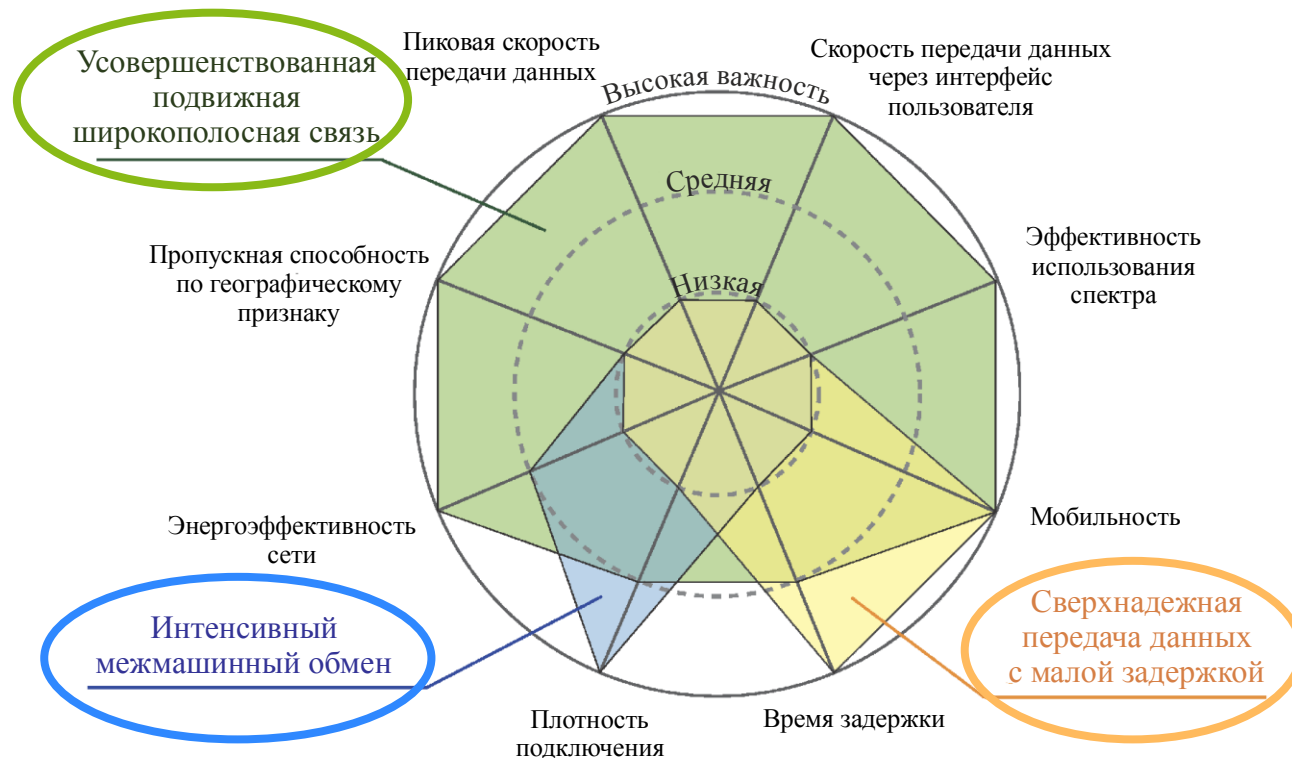 Усовершенствованная
подвижная
широкополосная связь
Пиковая скорость
передачи данных
Скорость передачи данных
через интерфейс
пользователя
Высокая важность
Средняя
Низкая
Пропускная способность
по географическому
признаку
Эффективность
использования
спектра
Энергоэффективность
сети
Мобильность
Интенсивный
межмашинный обмен
Сверхнадежная
передача данных
с малой задержкой
Плотность
подключения
Время задержки